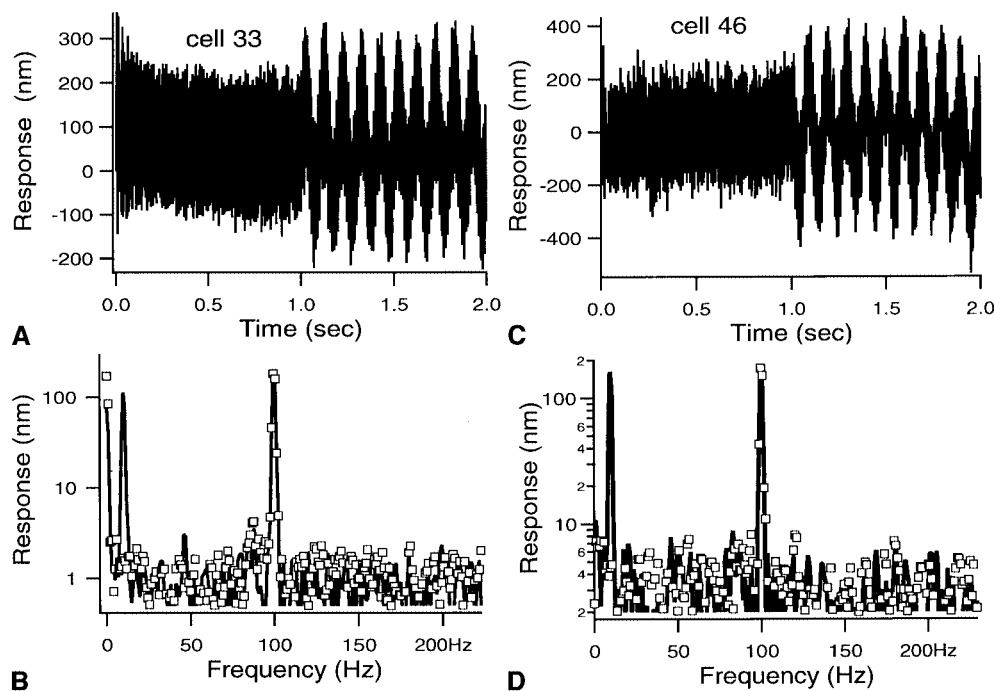 cell 33
Response (nm)
300
200
100
0
-100
-200
0.0 0.5 1.0 1.5 2.0
Time (sec)
A
cell 46
Response (nm)
400
200
0
-200
-400
0.0 0.5 1.0 1.5 2.0
Time (sec)
C
Response (nm)
100
10
1
0 50 100 150 200Hz
Frequency (Hz)
B
Response (nm)
2
100
6
4
2
10
6
4
2
0 50 100 150 200Hz
Frequency (Hz)
D